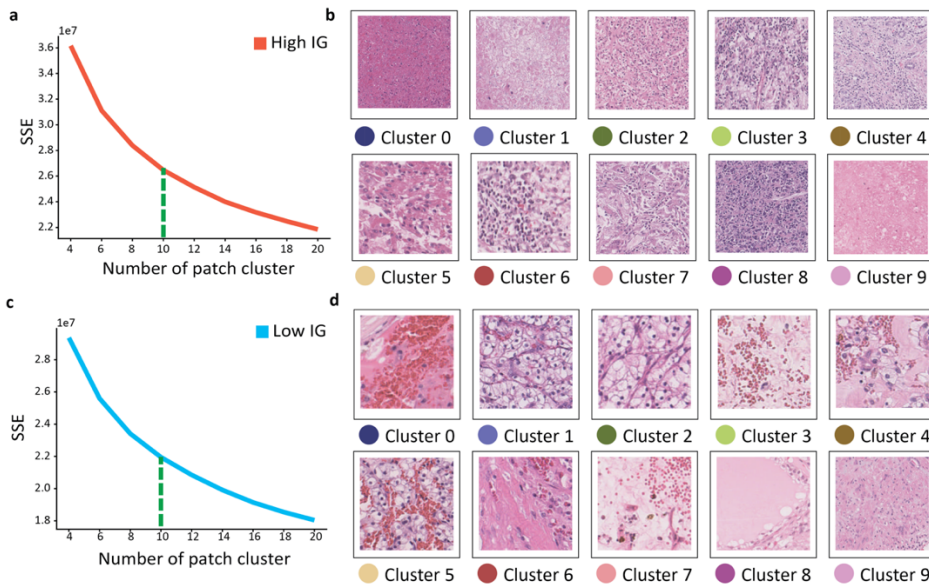 a
1e7
High IG
3.6
3.4
3.2
3.0
2.8
2.6
2.4
2.2
SSE
4 6 8 10 12 14 16 18 20
Number of patch cluster
b
Cluster 0 Cluster 1 Cluster 2 Cluster 3 Cluster 4
Cluster 5 Cluster 6 Cluster 7 Cluster 8 Cluster 9
c
1e7
Low IG
2.8
2.6
2.4
2.2
2.0
1.8
SSE
4 6 8 10 12 14 16 18 20
Number of patch cluster
d
Cluster 0 Cluster 1 Cluster 2 Cluster 3 Cluster 4
Cluster 5 Cluster 6 Cluster 7 Cluster 8 Cluster 9